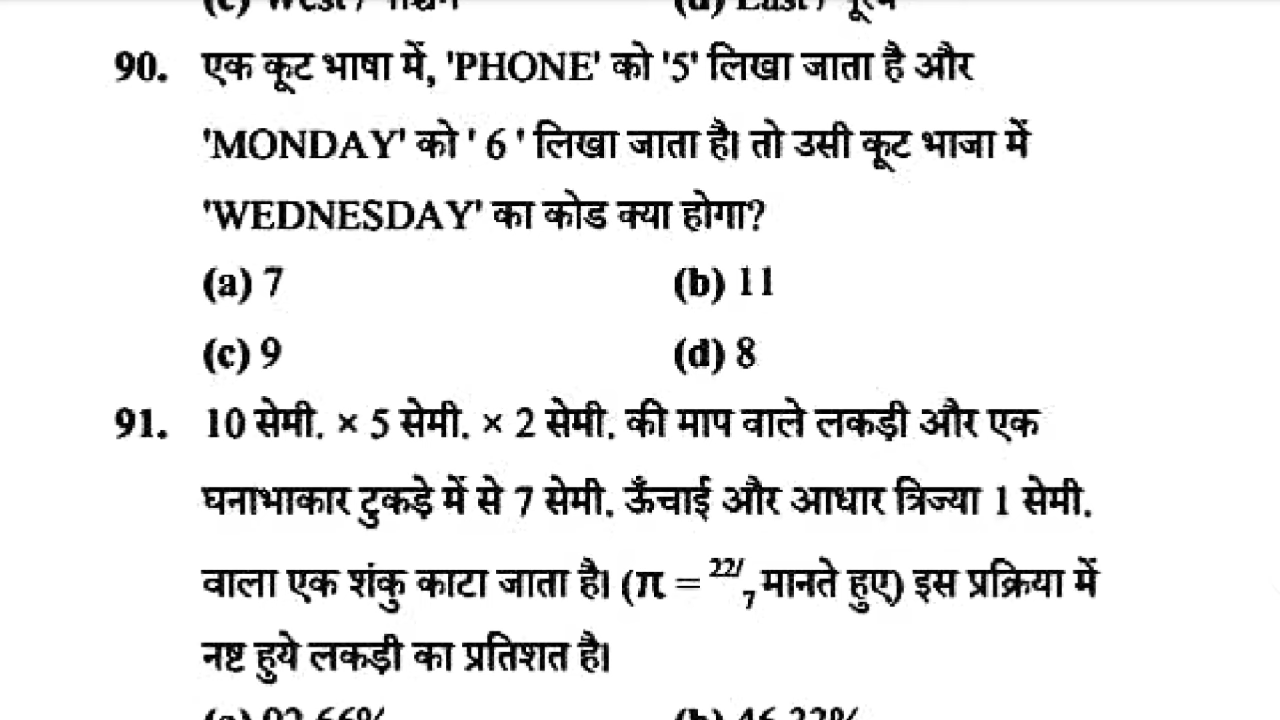 90. एक कूट भाषा में, 'PHONE' को '5' लिखा जाता है और
'MONDAY' को ' 6 ' लिखा जाता है। तो उसी कूट भाजा में
'WEDNESDAY' का कोड क्या होगा?
(a) 7 (b) 11
(c) 9 (d) 8
91. 10 सेमी. × 5 सेमी. × 2 सेमी. की माप वाले लकड़ी और एक
घनाभाकार टुकड़े में से 7 सेमी. ऊँचाई और आधार त्रिज्या 1 सेमी.
वाला एक शंकु काटा जाता है। (π = 22/7 मानते हुए) इस प्रक्रिया में
नष्ट हुये लकड़ी का प्रतिशत है।